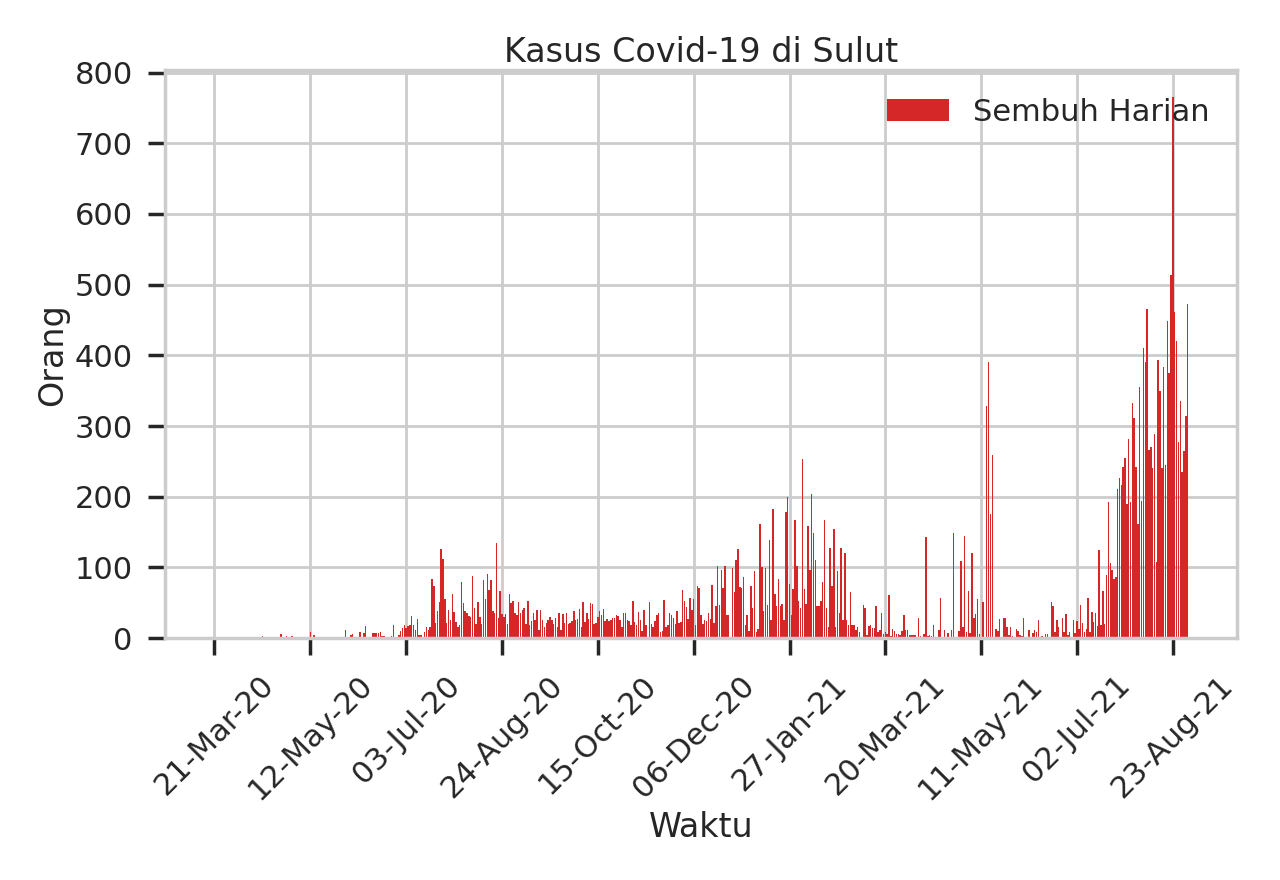 Kasus Covid-19 di Sulut
Sembuh Harian
Orang
800
700
600
500
400
300
200
100
0
21-Mar-20
12-May-20
03-Jul-20
24-Aug-20
15-Oct-20
06-Dec-20
27-Jan-21
20-Mar-21
11-May-21
02-Jul-21
23-Aug-21
Waktu